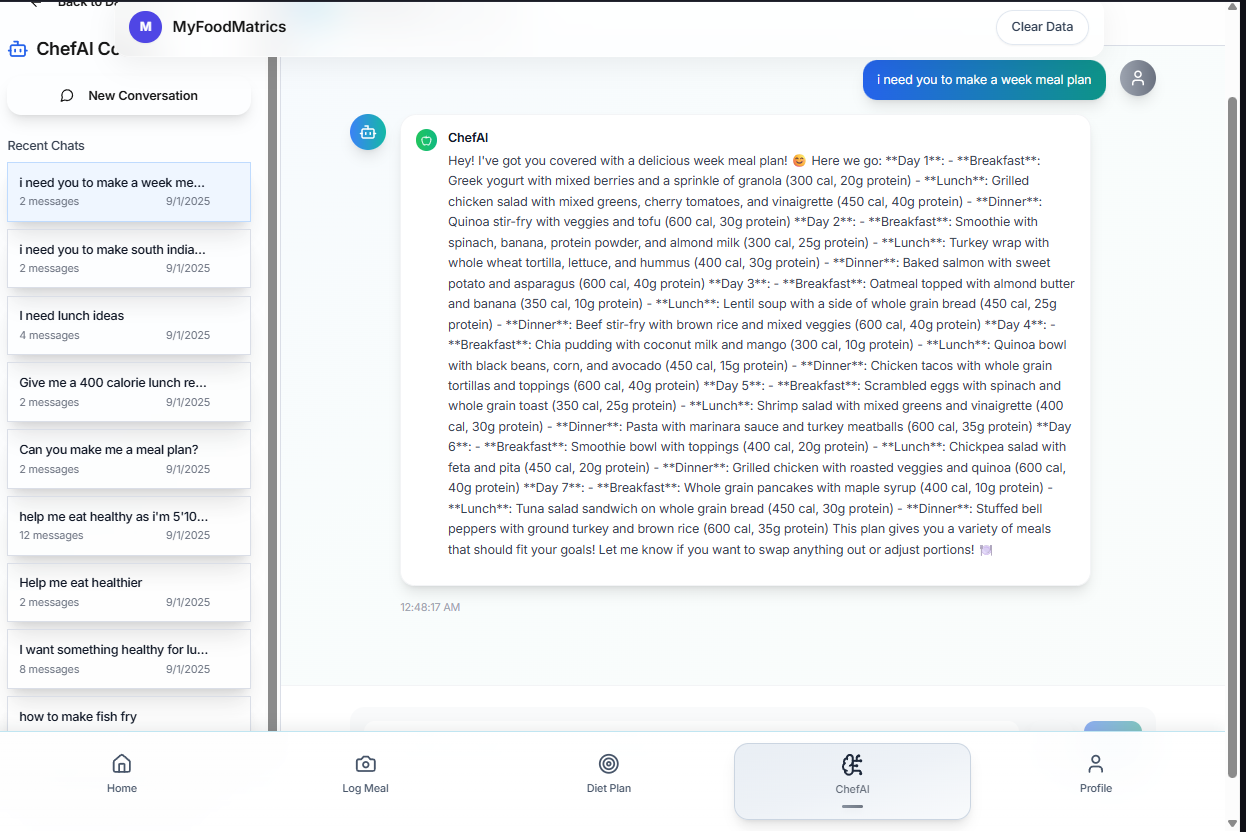 Back to D
M
MyFoodMatrics
Clear Data
ChefAI Co
New Conversation
Recent Chats
i need you to make a week me...
2 messages 9/1/2025
i need you to make south india...
2 messages 9/1/2025
I need lunch ideas
4 messages 9/1/2025
Give me a 400 calorie lunch re...
2 messages 9/1/2025
Can you make me a meal plan?
2 messages 9/1/2025
help me eat healthy as i'm 5'10...
12 messages 9/1/2025
Help me eat healthier
2 messages 9/1/2025
I want something healthy for lu...
8 messages 9/1/2025
how to make fish fry
i need you to make a week meal plan
ChefAI
Hey! I've got you covered with a delicious week meal plan! 😊 Here we go: **Day 1**: - **Breakfast**:
Greek yogurt with mixed berries and a sprinkle of granola (300 cal, 20g protein) - **Lunch**: Grilled
chicken salad with mixed greens, cherry tomatoes, and vinaigrette (450 cal, 40g protein) - **Dinner**:
Quinoa stir-fry with veggies and tofu (600 cal, 30g protein) **Day 2**: - **Breakfast**: Smoothie with
spinach, banana, protein powder, and almond milk (300 cal, 25g protein) - **Lunch**: Turkey wrap with
whole wheat tortilla, lettuce, and hummus (400 cal, 30g protein) - **Dinner**: Baked salmon with sweet
potato and asparagus (600 cal, 40g protein) **Day 3**: - **Breakfast**: Oatmeal topped with almond butter
and banana (350 cal, 10g protein) - **Lunch**: Lentil soup with a side of whole grain bread (450 cal, 25g
protein) - **Dinner**: Beef stir-fry with brown rice and mixed veggies (600 cal, 40g protein) **Day 4**: -
**Breakfast**: Chia pudding with coconut milk and mango (300 cal, 10g protein) - **Lunch**: Quinoa bowl
with black beans, corn, and avocado (450 cal, 15g protein) - **Dinner**: Chicken tacos with whole grain
tortillas and toppings (600 cal, 40g protein) **Day 5**: - **Breakfast**: Scrambled eggs with spinach and
whole grain toast (350 cal, 25g protein) - **Lunch**: Shrimp salad with mixed greens and vinaigrette (400
cal, 30g protein) - **Dinner**: Pasta with marinara sauce and turkey meatballs (600 cal, 35g protein) **Day
6**: - **Breakfast**: Smoothie bowl with toppings (400 cal, 20g protein) - **Lunch**: Chickpea salad with
feta and pita (450 cal, 20g protein) - **Dinner**: Grilled chicken with roasted veggies and quinoa (600 cal,
40g protein) **Day 7**: - **Breakfast**: Whole grain pancakes with maple syrup (400 cal, 10g protein) -
**Lunch**: Tuna salad sandwich on whole grain bread (450 cal, 30g protein) - **Dinner**: Stuffed bell
peppers with ground turkey and brown rice (600 cal, 35g protein) This plan gives you a variety of meals
that should fit your goals! Let me know if you want to swap anything out or adjust portions! 🍽️
12:48:17 AM
Home
Log Meal
Diet Plan
ChefAI
Profile